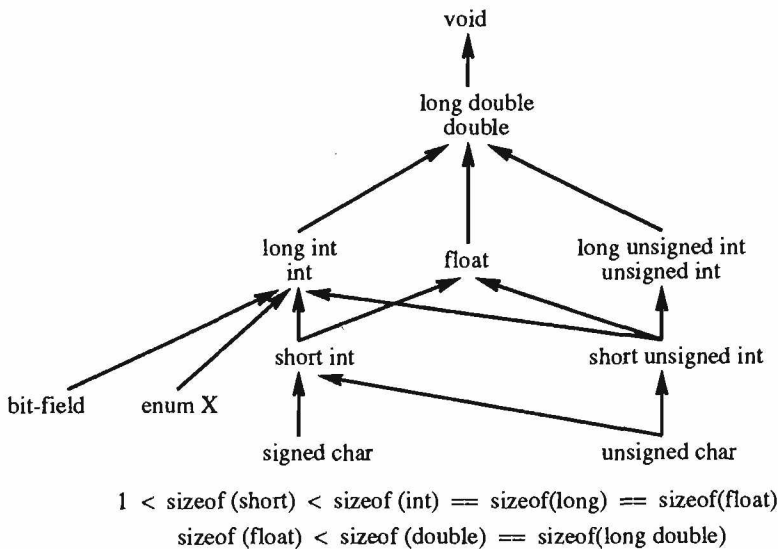 void
long double
double
long int
int
float
long unsigned int
unsigned int
short int
short unsigned int
bit-field
enum X
signed char
unsigned char
1 < sizeof (short) < sizeof (int) == sizeof(long) == sizeof(float)
sizeof (float) < sizeof (double) == sizeof(long double)